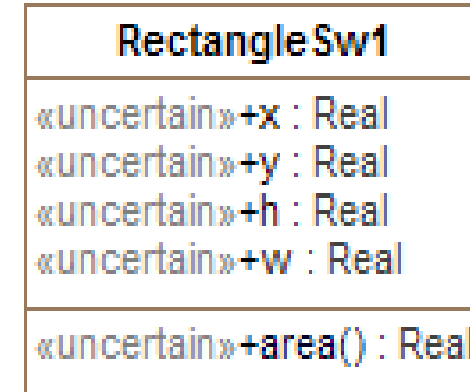 RectangleSw1
«uncertain»+x : Real
«uncertain»+y : Real
«uncertain»+h : Real
«uncertain»+w : Real
«uncertain»+area() : Real